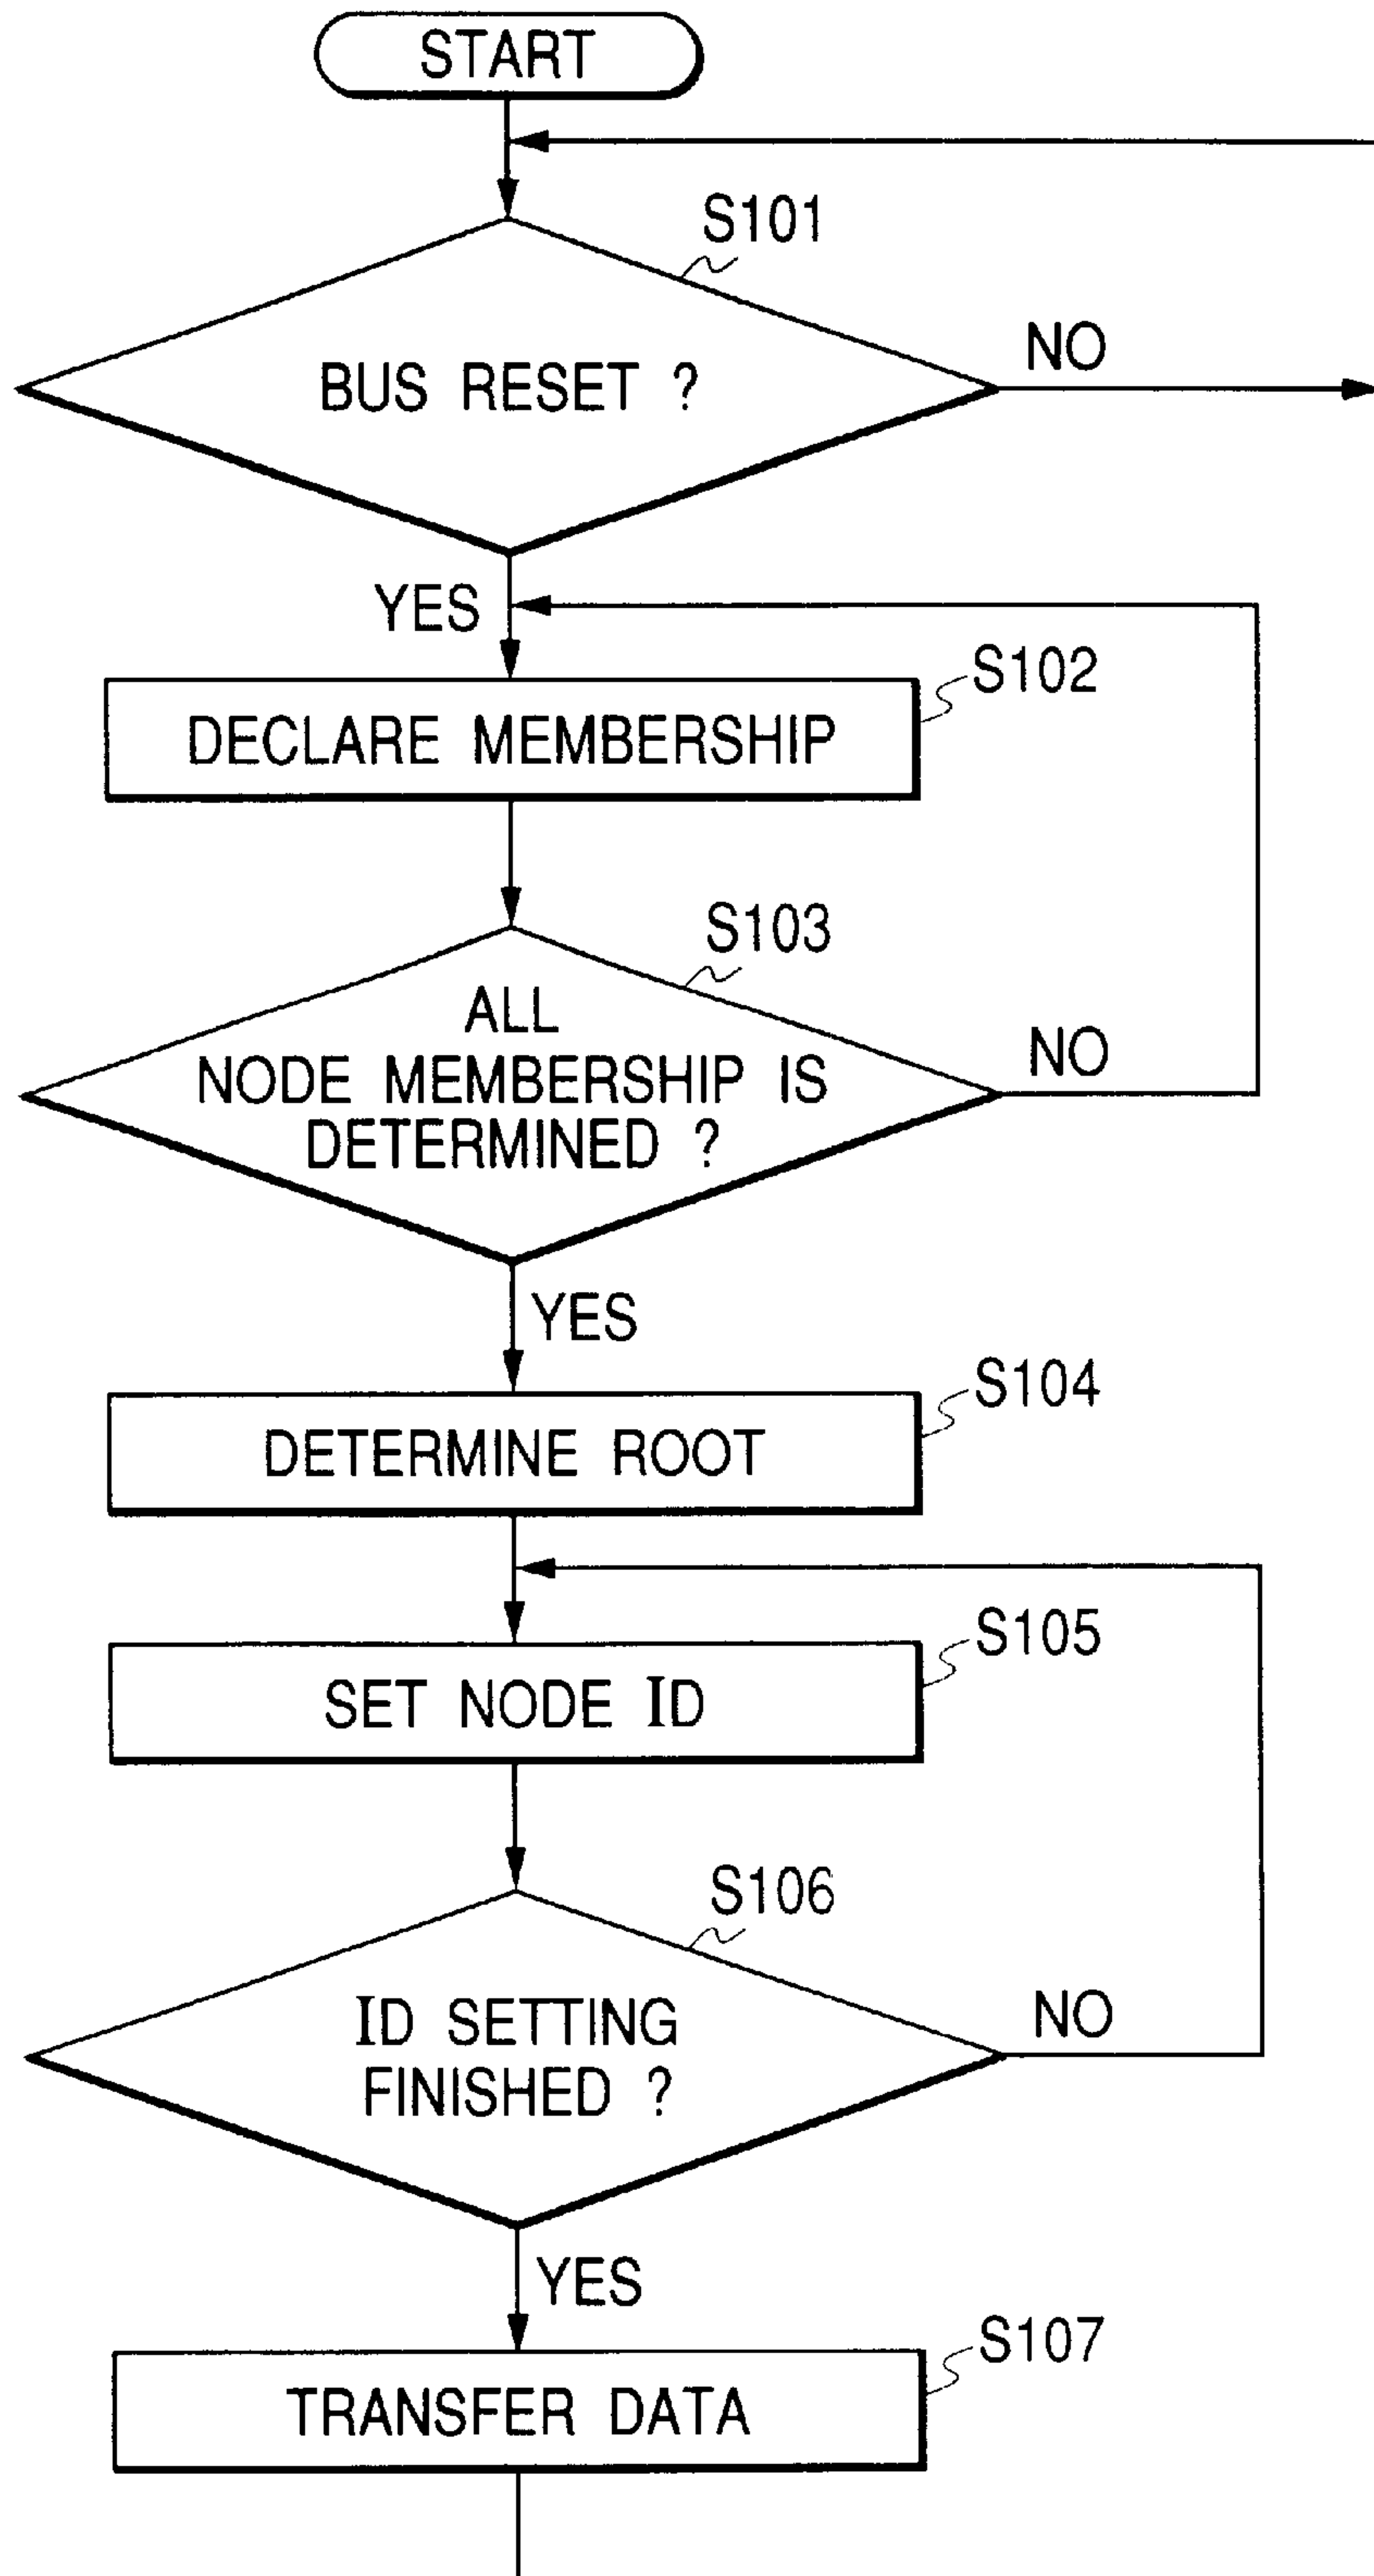 START
S101
BUS RESET ?
NO
YES
S102
DECLARE MEMBERSHIP
S103
ALL
NODE MEMBERSHIP IS
DETERMINED ?
NO
YES
S104
DETERMINE ROOT
S105
SET NODE ID
S106
ID SETTING
FINISHED ?
NO
YES
S107
TRANSFER DATA